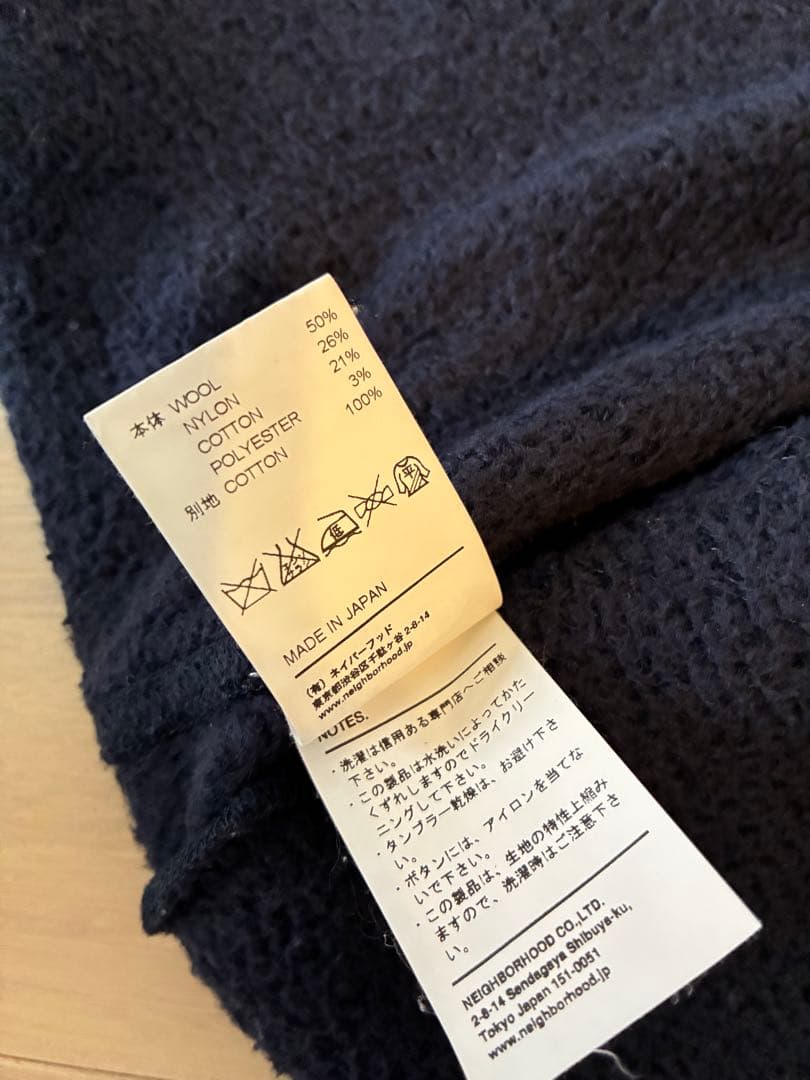 本体 WOOL 50%
NYLON 26%
COTTON 21%
POLYESTER 3%
別地 COTTON 100%
低
平
MADE IN JAPAN
(有) ネイバーフッド
東京都渋谷区千駄ヶ谷 2-8-14
www.neighborhood.jp
NOTES.
・洗濯は信用ある専門店へご相談
下さい。
・この製品は水洗いによってかた
くずれしますのでドライクリー
ニングして下さい。
・タンブラー乾燥は、お避け下さ
い。
・ボタンには、アイロンを当てな
いで下さい。
・この製品は、生地の特性上縮み
ますので、洗濯時はご注意下さ
い。
NEIGHBORHOOD CO.,LTD.
2-8-14 Sendagaya Shibuya-ku,
Tokyo Japan 151-0051
www.neighborhood.jp